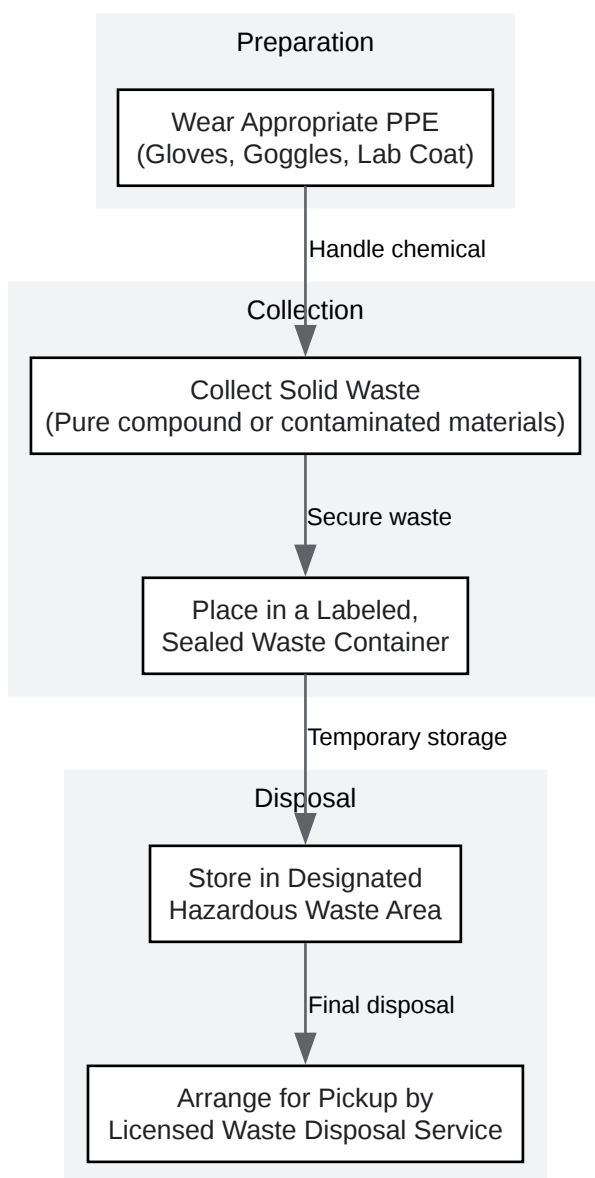 Preparation
Wear Appropriate PPE
(Gloves, Goggles, Lab Coat)
Handle chemical
Collection
Collect Solid Waste
(Pure compound or contaminated materials)
Secure waste
Place in a Labeled,
Sealed Waste Container
Temporary storage
Disposal
Store in Designated
Hazardous Waste Area
Final disposal
Arrange for Pickup by
Licensed Waste Disposal Service